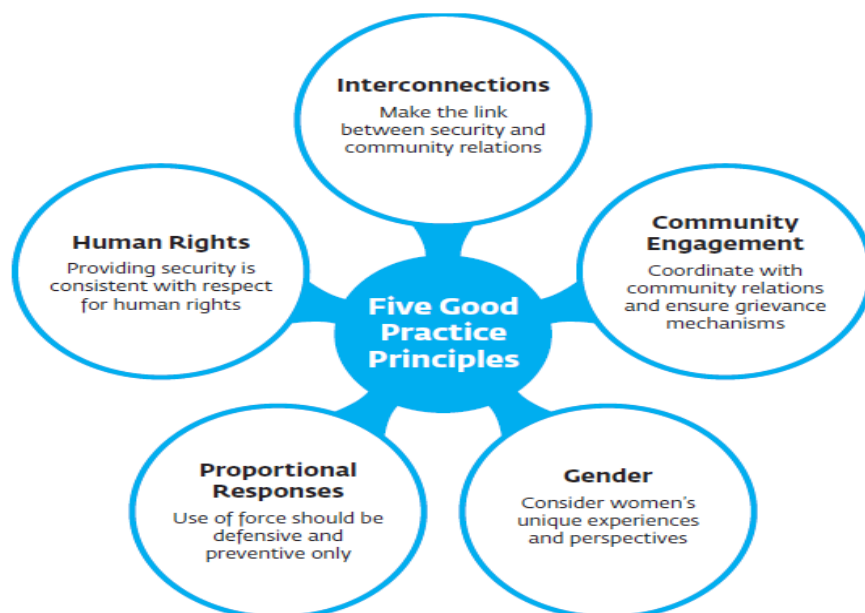 Interconnections
Make the link
between security and
community relations
Human Rights
Providing security is
consistent with respect
for human rights
Community
Engagement
Coordinate with
community relations
and ensure grievance
mechanisms
Five Good
Practice
Principles
Proportional
Responses
Use of force should be
defensive and
preventive only
Gender
Consider women's
unique experiences
and perspectives